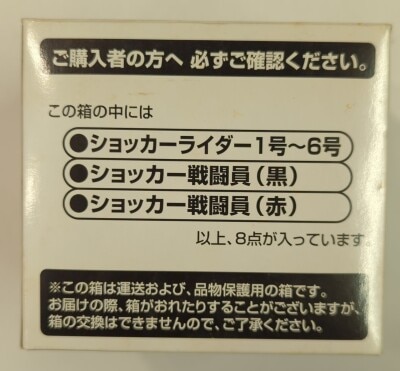 ご購入者の方へ 必ずご確認ください。
この箱の中には
●ショッカーライダー1号〜6号
●ショッカー戦闘員（黒）
●ショッカー戦闘員（赤）
以上、8点が入っています
※この箱は運送および、品物保護用の箱です。
お届けの際、箱がおれたりすることがございますが、
箱の交換はできませんので、ご了承ください。